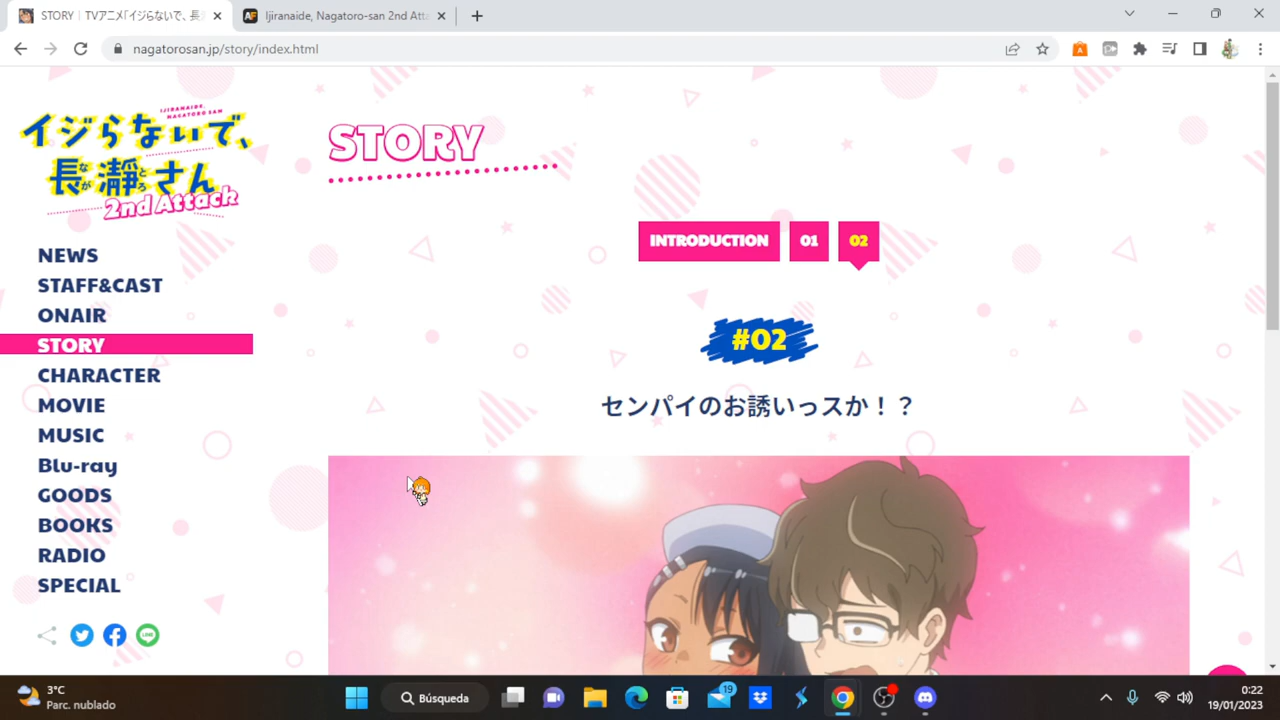 STORY | TVアニメ「イジらないで、長
Ijiranaide, Nagatoro-san 2nd Atta
nagatorosan.jp/story/index.html
IJIRANAIDE, NAGATORO SAN
イジらないで、
長瀞さん
なが とろ
2nd Attack
NEWS
STAFF&CAST
ONAIR
STORY
CHARACTER
MOVIE
MUSIC
Blu-ray
GOODS
BOOKS
RADIO
SPECIAL
LINE
STORY
INTRODUCTION 01 02
#02
センパイのお誘いっスか！？
3°C
Parc. nublado
Búsqueda
19
0:22
19/01/2023